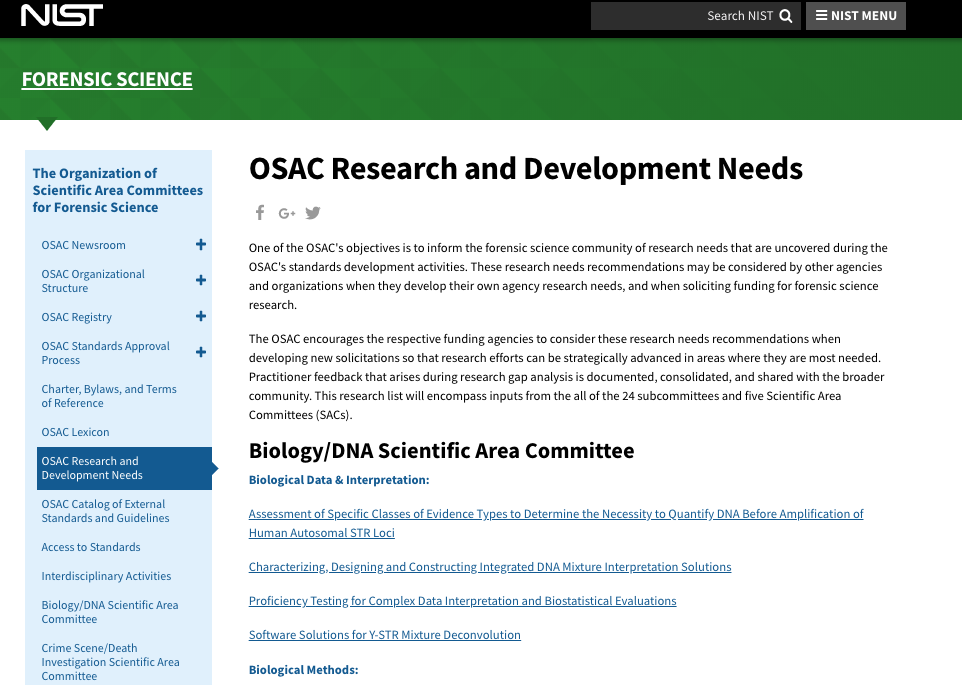 NIST
Search NIST
NIST MENU
FORENSIC SCIENCE
The Organization of
Scientific Area Committees
for Forensic Science
OSAC Newsroom
OSAC Organizational
Structure
OSAC Registry
OSAC Standards Approval
Process
Charter, Bylaws, and Terms
of Reference
OSAC Lexicon
OSAC Research and
Development Needs
OSAC Catalog of External
Standards and Guidelines
Access to Standards
Interdisciplinary Activities
Biology/DNA Scientific Area
Committee
Crime Scene/Death
Investigation Scientific Area
Committee
OSAC Research and Development Needs
G+
One of the OSAC's objectives is to inform the forensic science community of research needs that are uncovered during the
OSAC's standards development activities. These research needs recommendations may be considered by other agencies
and organizations when they develop their own agency research needs, and when soliciting funding for forensic science
research.
The OSAC encourages the respective funding agencies to consider these research needs recommendations when
developing new solicitations so that research efforts can be strategically advanced in areas where they are most needed.
Practitioner feedback that arises during research gap analysis is documented, consolidated, and shared with the broader
community. This research list will encompass inputs from the all of the 24 subcommittees and five Scientific Area
Committees (SACs).
Biology/DNA Scientific Area Committee
Biological Data & Interpretation:
Assessment of Specific Classes of Evidence Types to Determine the Necessity to Quantify DNA Before Amplification of
Human Autosomal STR Loci
Characterizing, Designing and Constructing Integrated DNA Mixture Interpretation Solutions
Proficiency Testing for Complex Data Interpretation and Biostatistical Evaluations
Software Solutions for Y-STR Mixture Deconvolution
Biological Methods: